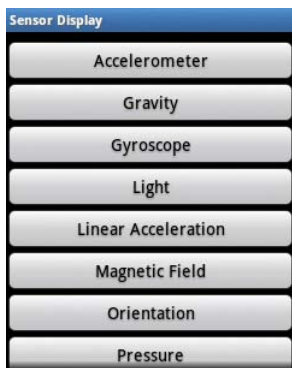 Sensor Display
Accelerometer
Gravity
Gyroscope
Light
Linear Acceleration
Magnetic Field
Orientation
Pressure